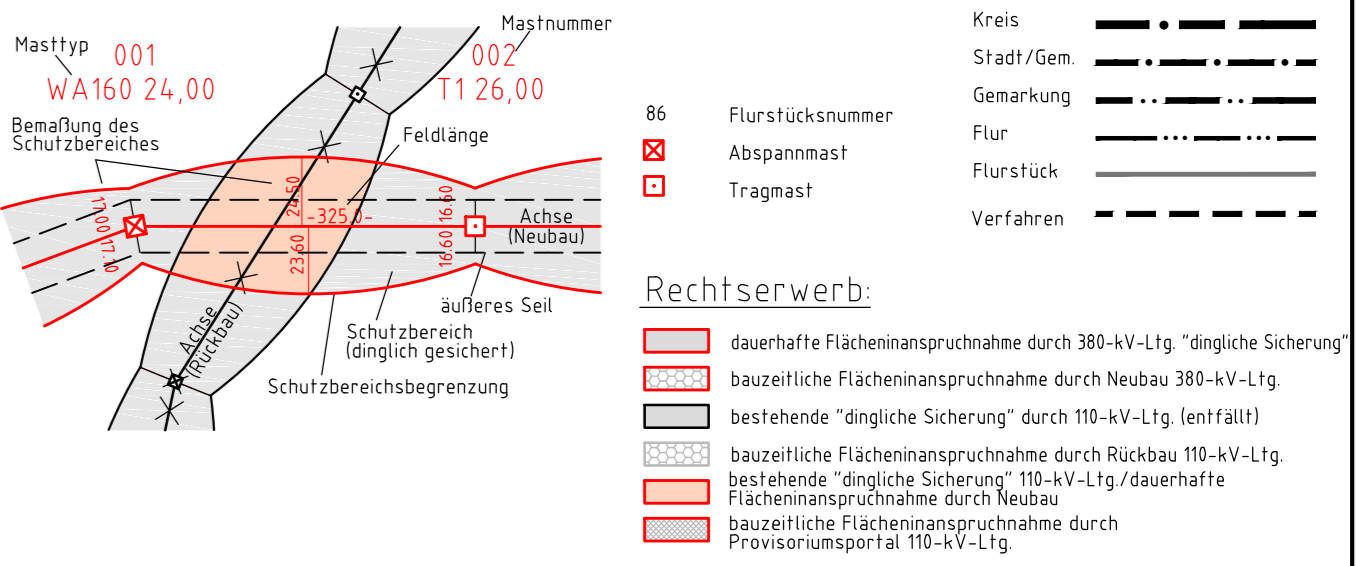 Masttyp
001
WA160 24,00
Mastnummer
002
T1 26,00
Bemaßung des
Schutzbereiches
Feldlänge
17.00
17.10
24.50
23.60
-325.0-
16.60
16.60
Achse
(Neubau)
äußeres Seil
Schutzbereich
(dinglich gesichert)
Achse
(Rückbau)
Schutzbereichsbegrenzung
86 Flurstücksnummer
Abspannmast
Tragmast
Kreis
Stadt/Gem.
Gemarkung
Flur
Flurstück
Verfahren
Rechtserwerb:
dauerhafte Flächeninanspruchnahme durch 380-kV-Ltg. "dingliche Sicherung"
bauzeitliche Flächeninanspruchnahme durch Neubau 380-kV-Ltg.
bestehende "dingliche Sicherung" durch 110-kV-Ltg. (entfällt)
bauzeitliche Flächeninanspruchnahme durch Rückbau 110-kV-Ltg.
bestehende "dingliche Sicherung" 110-kV-Ltg./dauerhafte
Flächeninanspruchnahme durch Neubau
bauzeitliche Flächeninanspruchnahme durch
Provisoriumsportal 110-kV-Ltg.